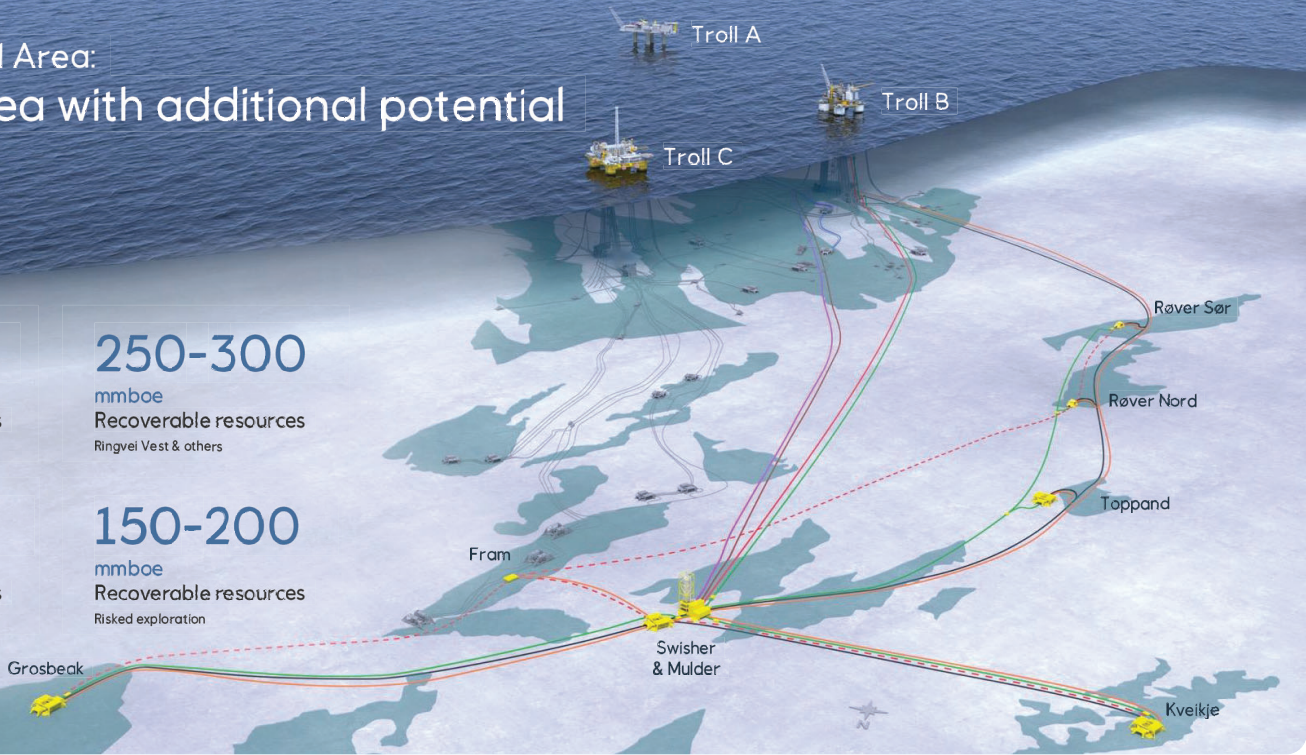 Troll A
Area:
ea with additional potential
Troll B
Troll C
Røver Sør
250-300
mmboe
Recoverable resources
Ringvei Vest & others
Røver Nord
150-200
mmboe
Recoverable resources
Risked exploration
Toppand
Fram
Swisher
& Mulder
Grosbeak
Kveikje